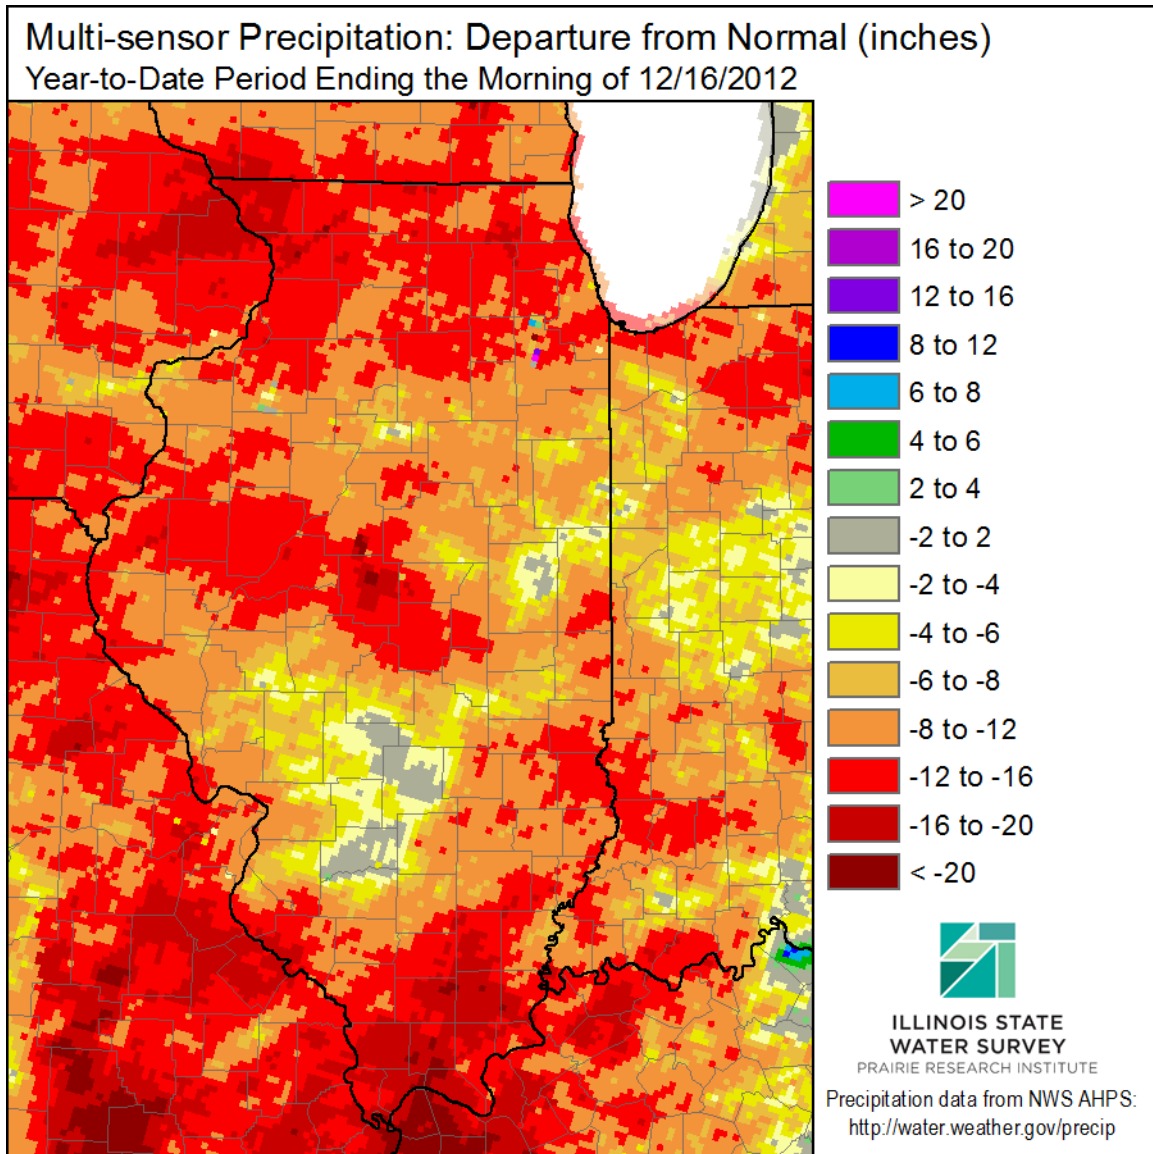 Multi-sensor Precipitation: Departure from Normal (inches)
Year-to-Date Period Ending the Morning of 12/16/2012
> 20
16 to 20
12 to 16
8 to 12
6 to 8
4 to 6
2 to 4
-2 to 2
-2 to -4
-4 to -6
-6 to -8
-8 to -12
-12 to -16
-16 to -20
< -20
ILLINOIS STATE
WATER SURVEY
PRAIRIE RESEARCH INSTITUTE
Precipitation data from NWS AHPS:
http://water.weather.gov/precip